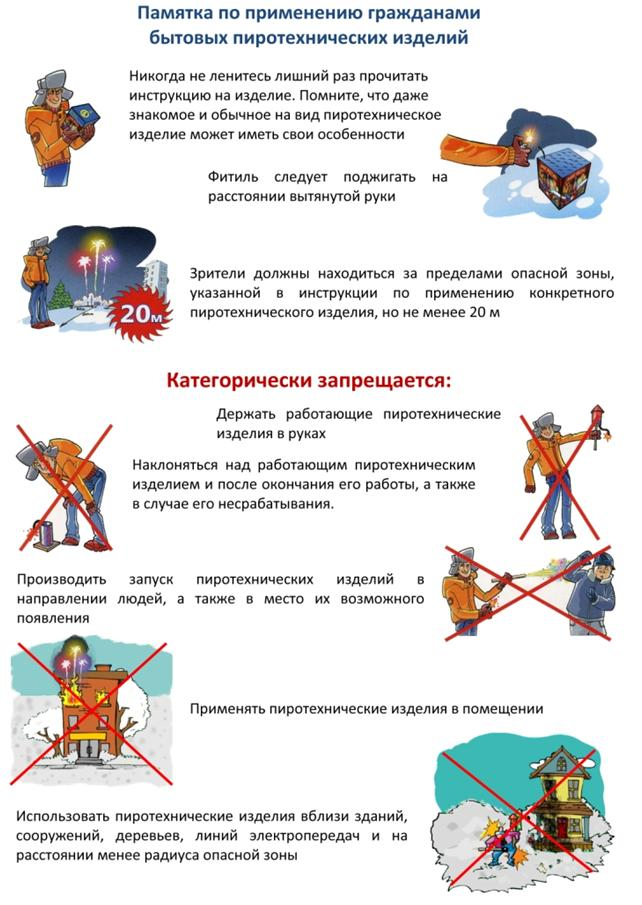 Памятка по применению гражданами
бытовых пиротехнических изделий
Никогда не ленитесь лишний раз прочитать
инструкцию на изделие. Помните, что даже
знакомое и обычное на вид пиротехническое
изделие может иметь свои особенности
Фитиль следует поджигать на
расстоянии вытянутой руки
Зрители должны находиться за пределами опасной зоны,
указанной в инструкции по применению конкретного
пиротехнического изделия, но не менее 20 м
20м
Категорически запрещается:
Держать работающие пиротехнические
изделия в руках
Наклоняться над работающим пиротехническим
изделием и после окончания его работы, а также
в случае его несрабатывания.
Производить запуск пиротехнических изделий в
направлении людей, а также в место их возможного
появления
Применять пиротехнические изделия в помещении
Использовать пиротехнические изделия вблизи зданий,
сооружений, деревьев, линий электропередач и на
расстоянии менее радиуса опасной зоны